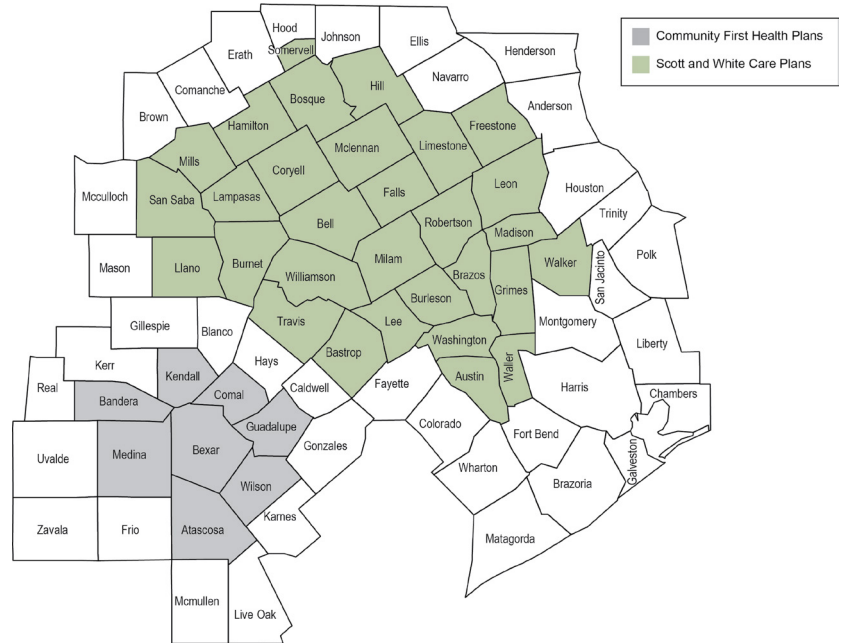 Hood
Johnson
Ellis
Henderson
Community First Health Plans
Scott and White Care Plans
Erath
Somervell
Navarro
Comanche
Hill
Bosque
Anderson
Brown
Hamilton
Freestone
Mclennan
Limestone
Mills
Coryell
Leon
Houston
Mcculloch
San Saba
Lampasas
Falls
Trinity
Bell
Robertson
Madison
Polk
Mason
Llano
Burnet
Williamson
Milam
Brazos
Walker
San Jacinto
Grimes
Burleson
Gillespie
Blanco
Travis
Lee
Washington
Montgomery
Liberty
Kerr
Hays
Bastrop
Waller
Real
Kendall
Caldwell
Fayette
Austin
Harris
Bandera
Comal
Chambers
Guadalupe
Colorado
Uvalde
Medina
Bexar
Gonzales
Fort Bend
Galveston
Wharton
Wilson
Brazoria
Zavala
Frio
Atascosa
Karnes
Matagorda
Mcmullen
Live Oak